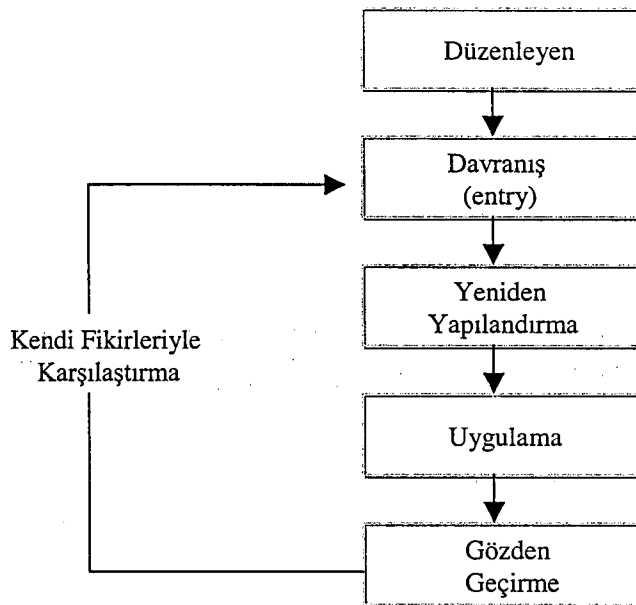 Düzenleyen
Davranış
(entry)
Yeniden
Yapılandırma
Kendi Fikirleriyle
Karşılaştırma
Uygulama
Gözden
Geçirme